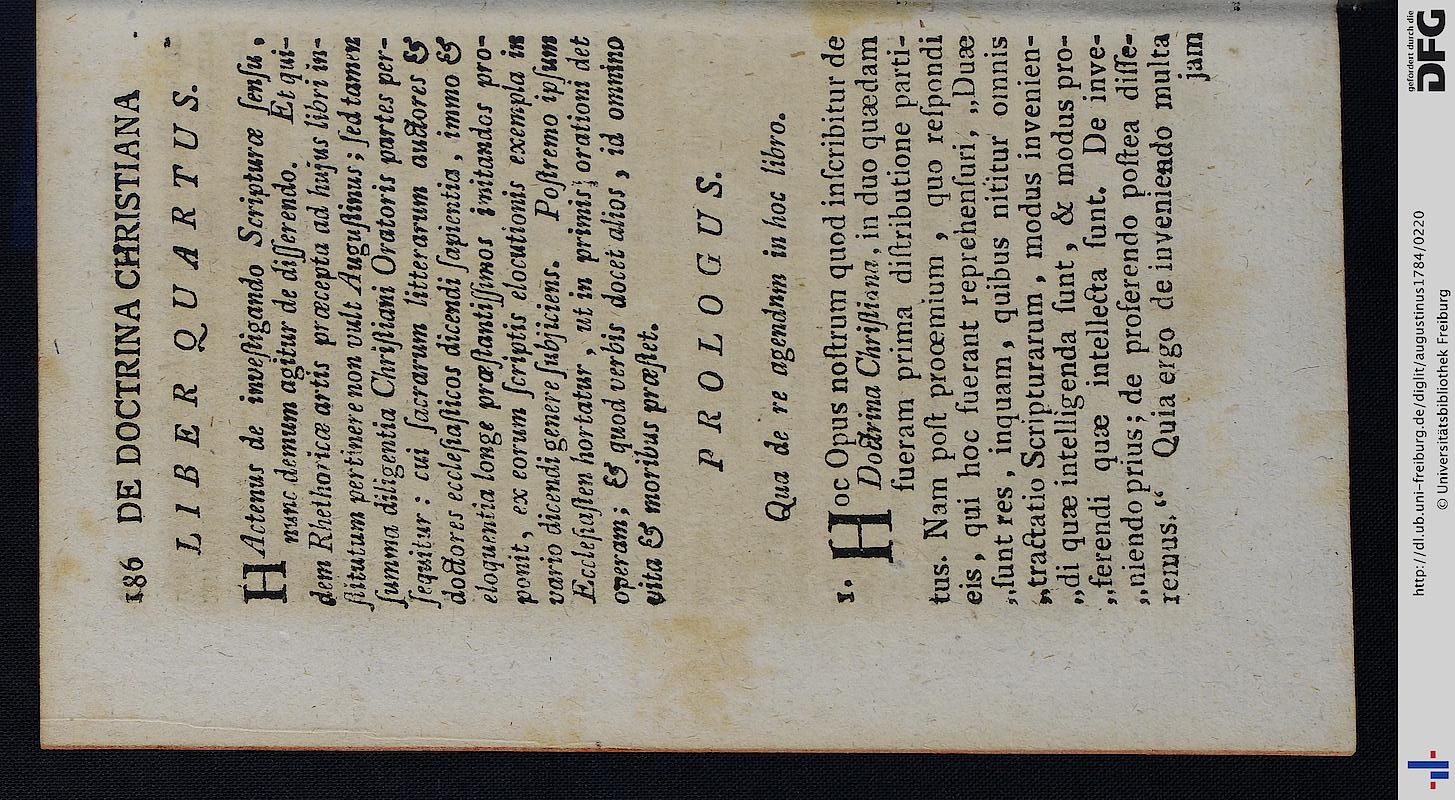 186 DE DOCTRINA CHRISTIANA
LIBER QUARTUS.
HActenus de inveſtigando Scripturæ ſenſu,
nunc demum agitur de diſſerendo. Et qui-
dem Rhethoricæ artis præcepta ad hujus libri in-
ſtitutum pertinere non vult Auguſtinus; ſed tamen
ſumma diligentia Chriſtiani Oratoris partes per-
ſequitur: cui ſacrarum litterarum auctores &
doctores eccleſiaſticos dicendi ſapientia, immo &
eloquentia longe præſtantiſſimos imitandos pro-
ponit, ex eorum ſcriptis elocutionis exempla in
vario dicendi genere ſubjiciens. Poſtremo ipſum
Eccleſiaſten hortatur, ut in primis orationi det
operam; & quod verbis docet alios, id omnino
vita & moribus præſtet.
PROLOGUS.
Qua de re agendum in hoc libro.
1. HOc Opus noſtrum quod inſcribitur de
Doctrina Chriſtiana, in duo quædam
fueram prima diſtributione parti-
tus. Nam poſt proœmium, quo reſpondi
eis, qui hoc fuerant reprehenſuri, „Duæ
„ſunt res, inquam, quibus nititur omnis
„tractatio Scripturarum, modus invenien-
„di quæ intelligenda ſunt, & modus pro-
„ferendi quæ intellecta ſunt. De inve-
„niendo prius; de proferendo poſtea diſſe-
remus.“ Quia ergo de inveniendo multa
jam
gefördert durch die
DFG
http://dl.ub.uni-freiburg.de/diglit/augustinus1784/0220
© Universitätsbibliothek Freiburg